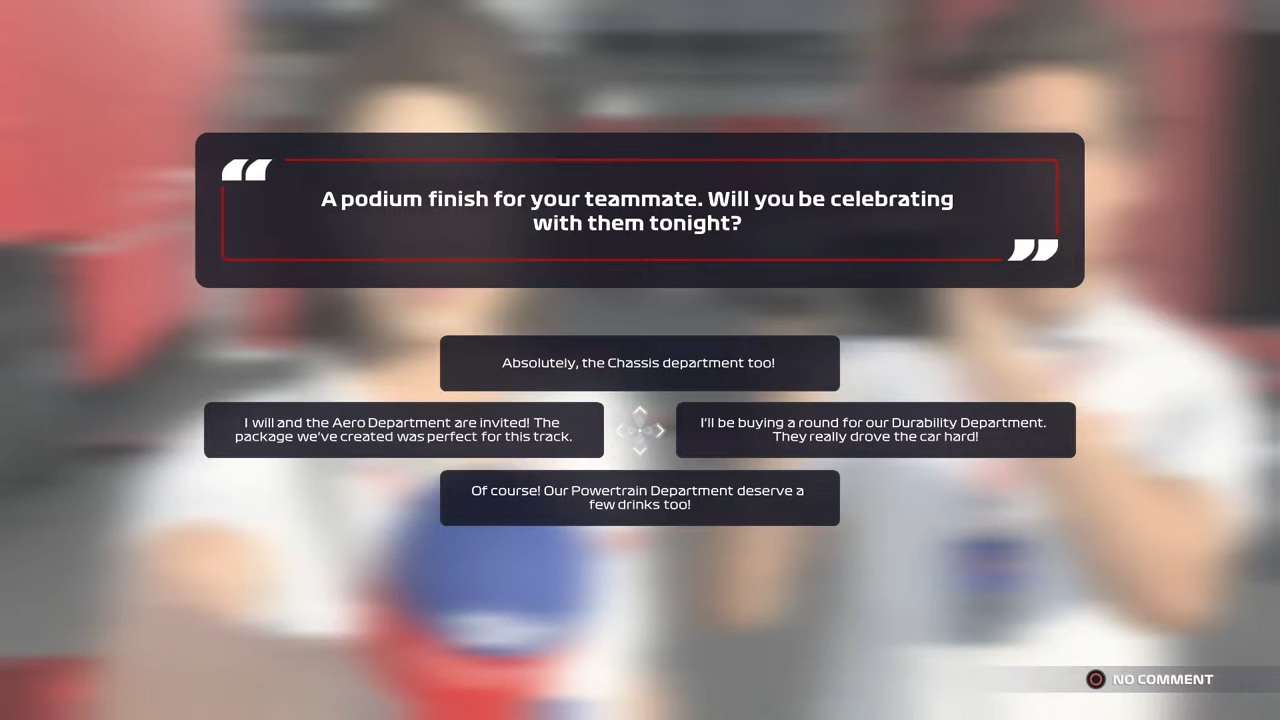 A podium finish for your teammate. Will you be celebrating
with them tonight?
Absolutely, the Chassis department too!
I will and the Aero Department are invited! The
package we've created was perfect for this track.
I'll be buying a round for our Durability Department.
They really drove the car hard!
Of course! Our Powertrain Department deserve a
few drinks too!
NO COMMENT